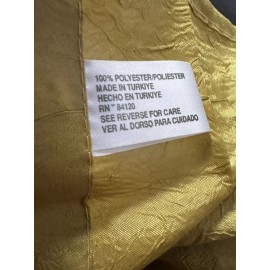 100% POLYESTER/POLIESTER
MADE IN TURKIYE
HECHO EN TURKIYE
RN # 84120
SEE REVERSE FOR CARE
VER AL DORSO PARA CUIDADO